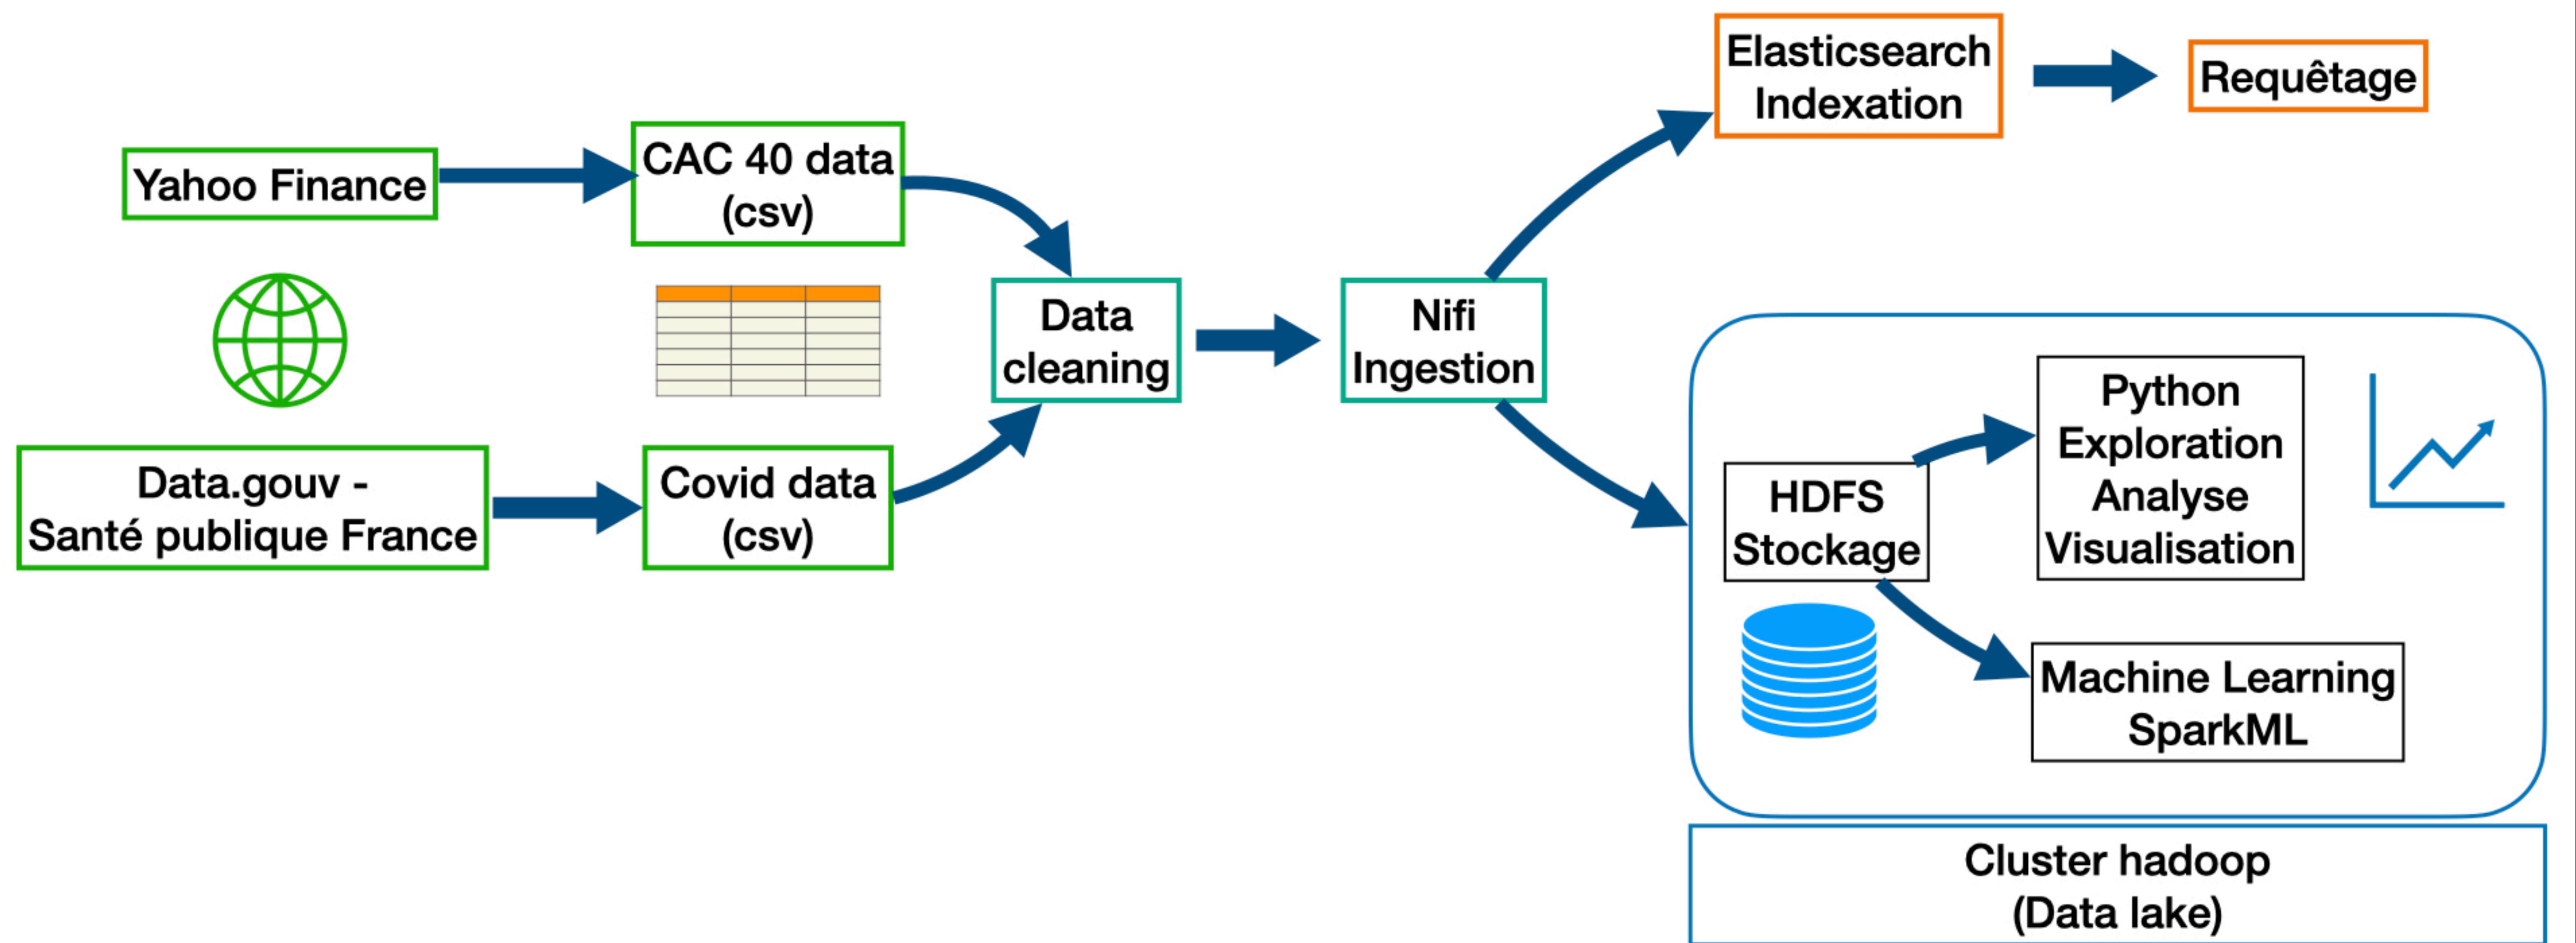 Yahoo Finance
CAC 40 data
(csv)
Data.gouv -
Santé publique France
Covid data
(csv)
Data
cleaning
Nifi
Ingestion
Elasticsearch
Indexation
Requêtage
HDFS
Stockage
Python
Exploration
Analyse
Visualisation
Machine Learning
SparkML
Cluster hadoop
(Data lake)